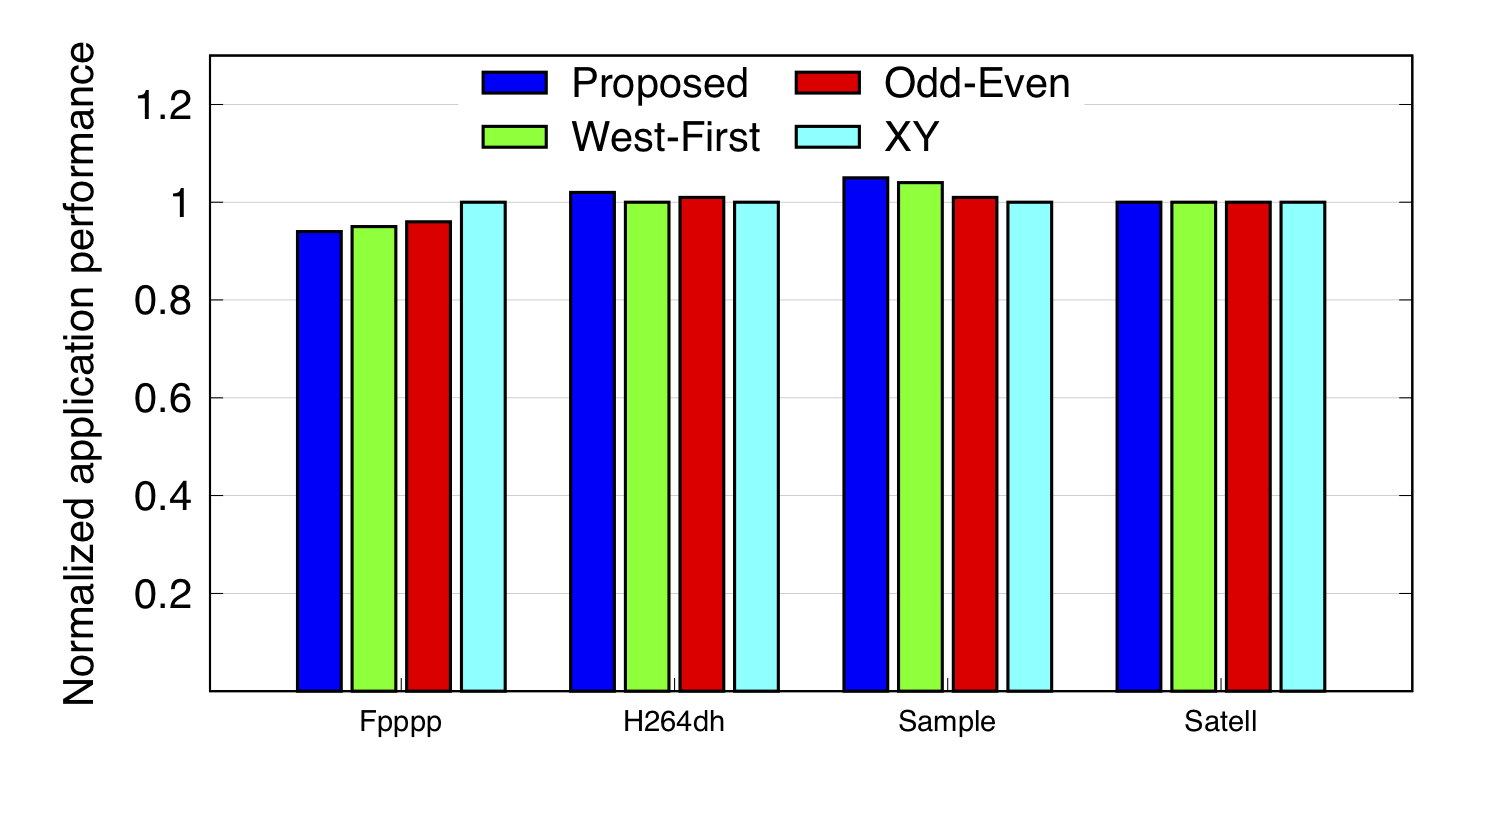 Normalized application performance
Proposed Odd-Even
West-First XY
1.2
1
0.8
0.6
0.4
0.2
Fpppp H264dh Sample Satell